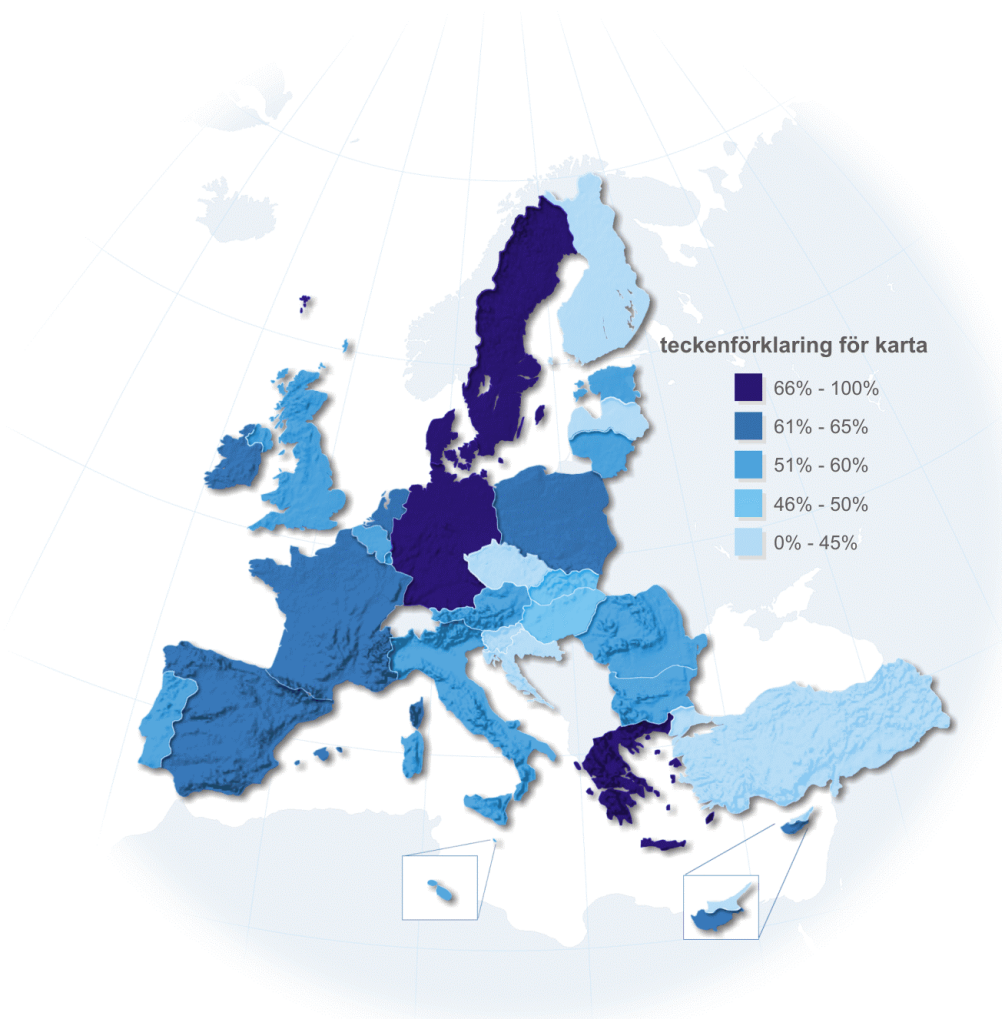 teckenförklaring för karta
66% - 100%
61% - 65%
51% - 60%
46% - 50%
0% - 45%